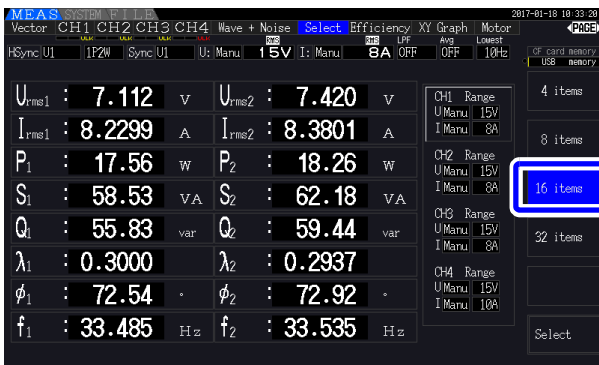 MEAS SYSTEM FILE 2017-01-18 10:33:20
Vector CH1 CH2 CH3 CH4 Wave + Noise Select Efficiency XY Graph Motor PAGE
ULR ULR ULR ULR RMS RMS LPF Avg Lowest
HSync U1 1P2W Sync U1 U: Manu 15V I: Manu 8A OFF OFF 10Hz CF card memory
USB memory
Urms1 : 7.112 V Urms2 : 7.420 V CH1 Range 4 items
U Manu 15V
Irms1 : 8.2299 A Irms2 : 8.3801 A I Manu 8A
8 items
P1 : 17.56 W P2 : 18.26 W CH2 Range
U Manu 15V
S1 : 58.53 VA S2 : 62.18 VA I Manu 8A 16 items
Q1 : 55.83 var Q2 : 59.44 var CH3 Range
U Manu 15V 32 items
I Manu 8A
λ1 : 0.3000 λ2 : 0.2937
CH4 Range
ϕ1 : 72.54 ° ϕ2 : 72.92 ° U Manu 15V
I Manu 10A
f1 : 33.485 Hz f2 : 33.535 Hz Select